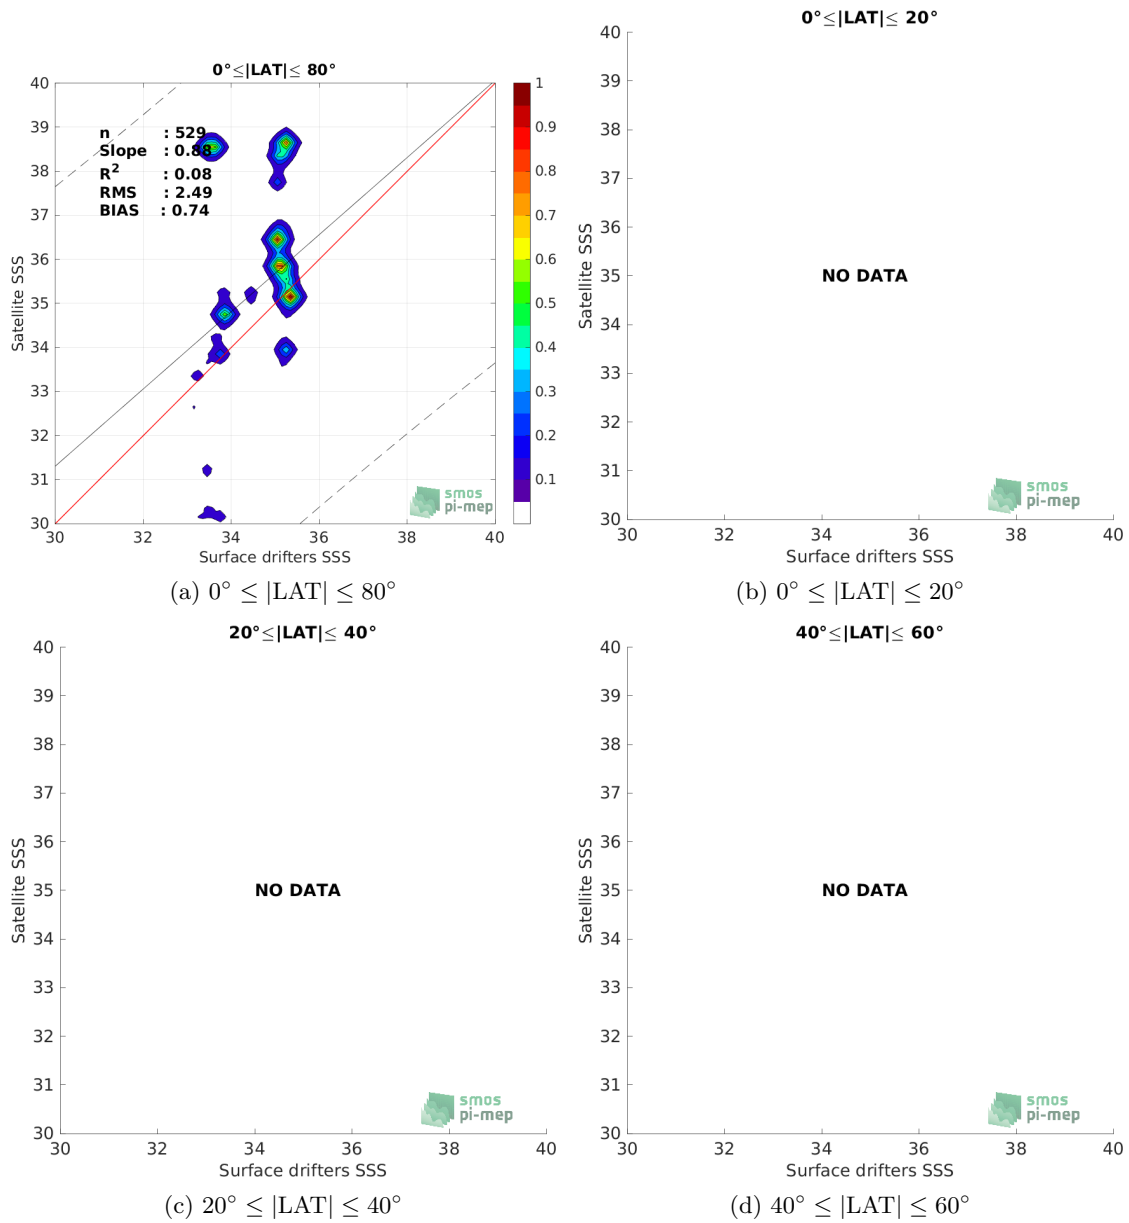 0°≤|LAT|≤ 80°
40
39
38
37
36
35
34
33
32
31
30
Satellite SSS
n : 529
Slope : 0.88
R2 : 0.08
RMS : 2.49
BIAS : 0.74
smos
pi-mep
30 32 34 36 38 40
Surface drifters SSS
1
0.9
0.8
0.7
0.6
0.5
0.4
0.3
0.2
0.1
(a) 0° ≤ |LAT| ≤ 80°
0°≤|LAT|≤ 20°
40
39
38
37
36
35
34
33
32
31
30
Satellite SSS
NO DATA
smos
pi-mep
30 32 34 36 38 40
Surface drifters SSS
(b) 0° ≤ |LAT| ≤ 20°
20°≤|LAT|≤ 40°
40
39
38
37
36
35
34
33
32
31
30
Satellite SSS
NO DATA
smos
pi-mep
30 32 34 36 38 40
Surface drifters SSS
(c) 20° ≤ |LAT| ≤ 40°
40°≤|LAT|≤ 60°
40
39
38
37
36
35
34
33
32
31
30
Satellite SSS
NO DATA
smos
pi-mep
30 32 34 36 38 40
Surface drifters SSS
(d) 40° ≤ |LAT| ≤ 60°